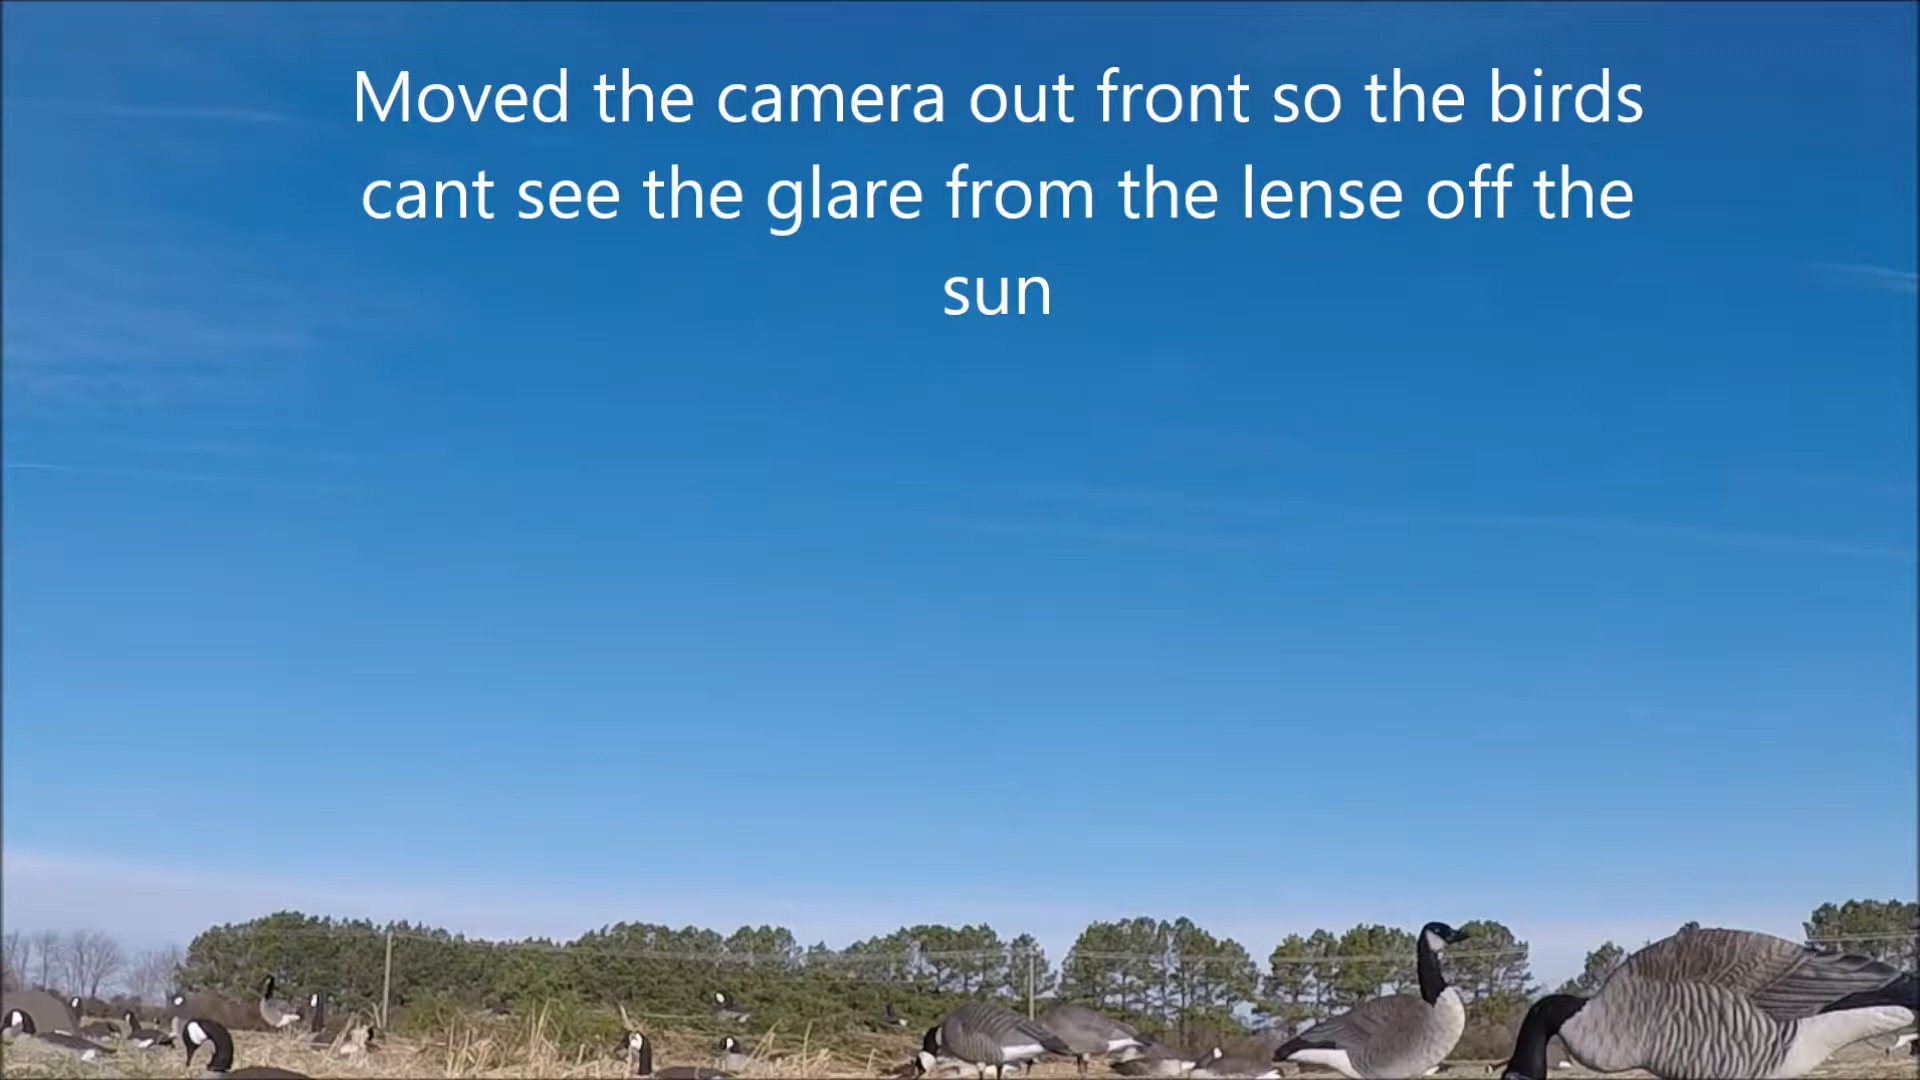 Moved the camera out front so the birds
cant see the glare from the lense off the
sun